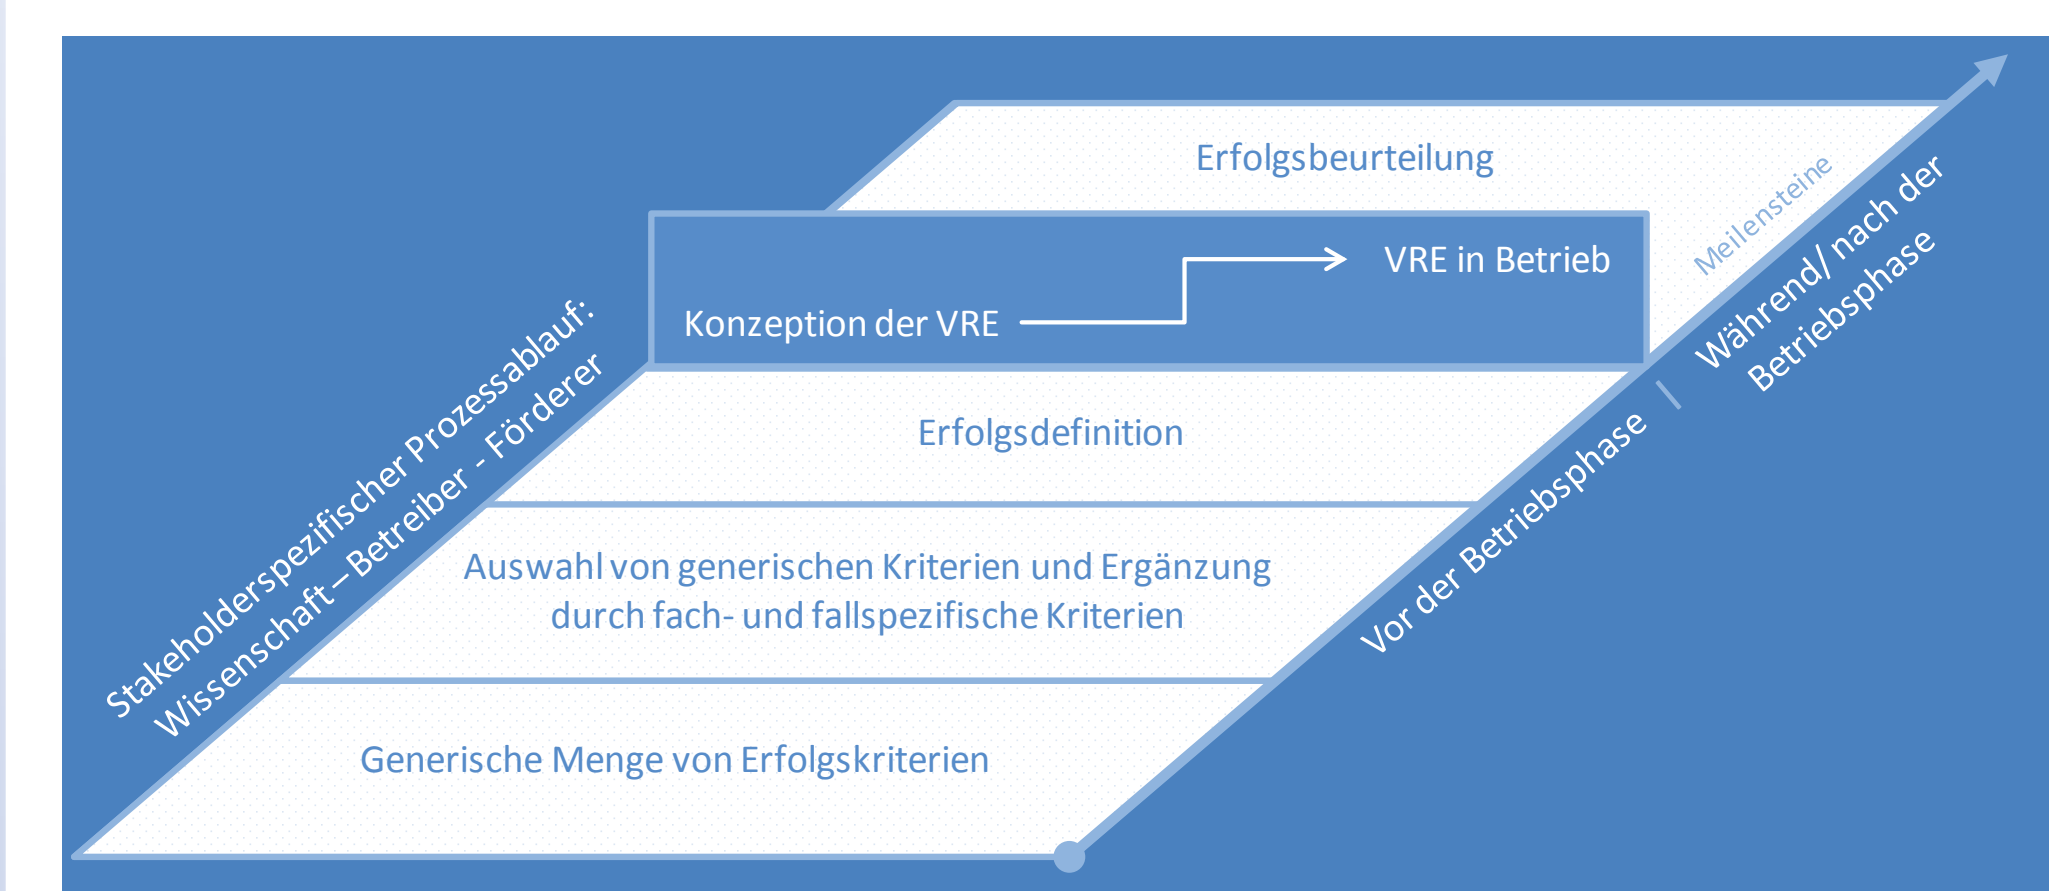 Erfolgsbeurteilung
Meilensteine
Während/ nach der
Betriebsphase
VRE in Betrieb
Konzeption der VRE
Stakeholderspezifischer Prozessablauf:
Wissenschaft – Betreiber - Förderer
Erfolgsdefinition
Vor der Betriebsphase
Auswahl von generischen Kriterien und Ergänzung
durch fach- und fallspezifische Kriterien
Generische Menge von Erfolgskriterien